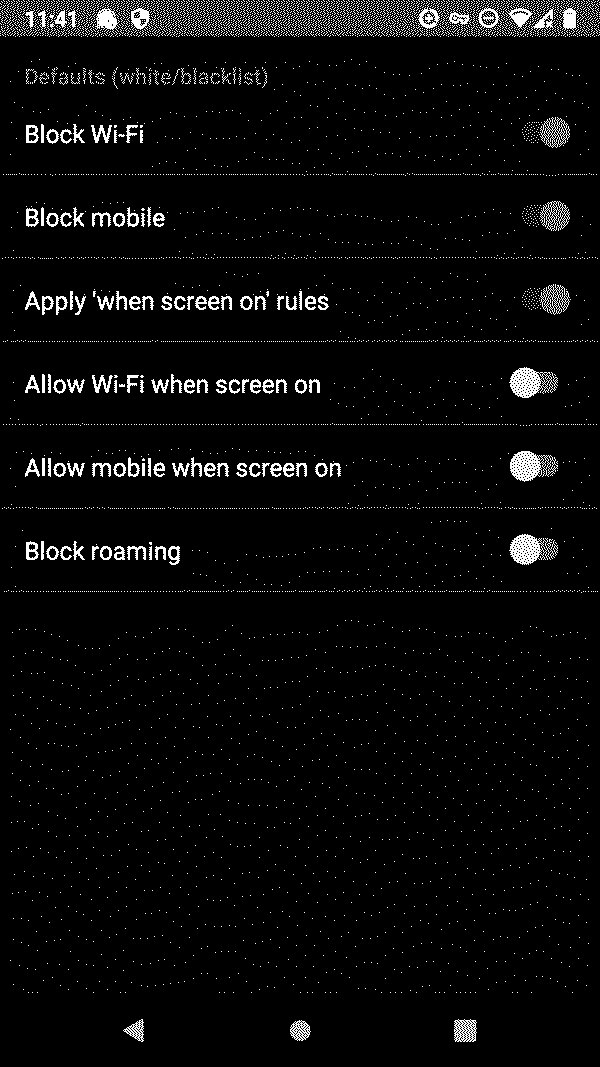 11:41
Defaults (white/blacklist)
Block Wi-Fi
Block mobile
Apply 'when screen on' rules
Allow Wi-Fi when screen on
Allow mobile when screen on
Block roaming